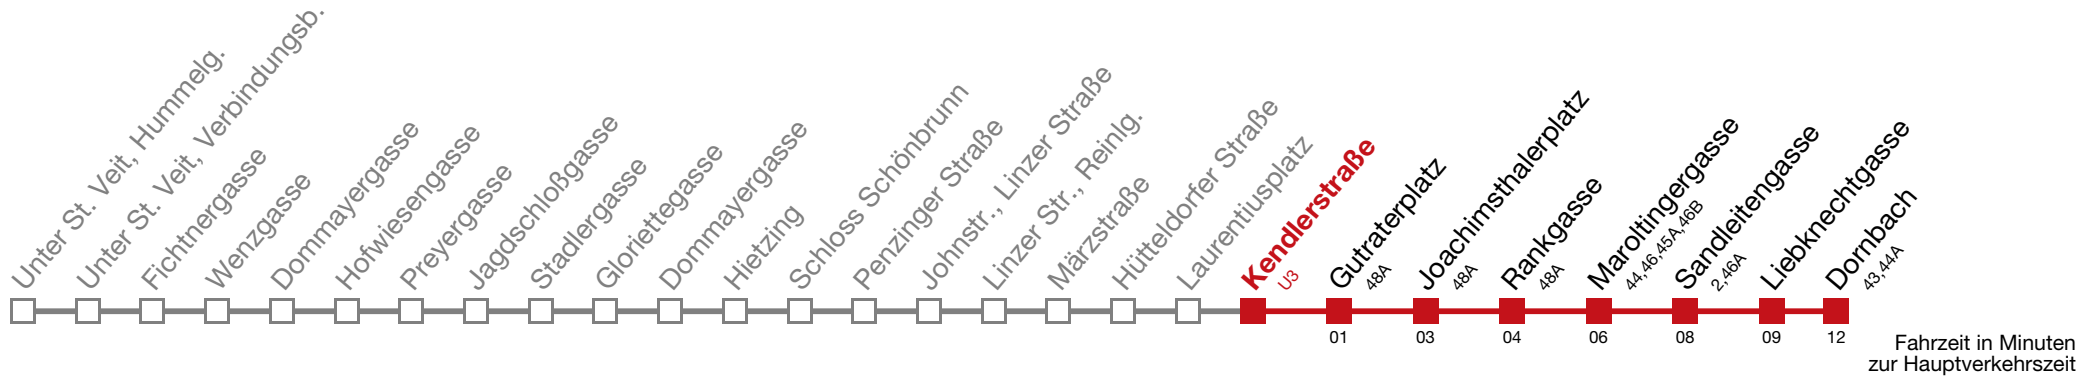 Unter St. Veit, Hummelg.
Unter St. Veit, Verbindungsb.
Fichtnergasse
Wenzgasse
Dommayergasse
Hofwiesengasse
Preyergasse
Jagdschloßgasse
Stadlergasse
Gloriettegasse
Dommayergasse
Hietzing
Schloss Schönbrunn
Penzinger Straße
Johnstr., Linzer Straße
Linzer Str., Reinlg.
Märzstraße
Hütteldorfer Straße
Laurentiusplatz
Kendlerstraße
U3
Gutraterplatz
48A
Joachimsthalerplatz
48A
Rankgasse
48A
Maroltingergasse
44,46,45A,46B
Sandleitengasse
2,46A
Liebknechtgasse
Dornbach
43,44A
01
03
04
06
08
09
12
Fahrzeit in Minuten
zur Hauptverkehrszeit